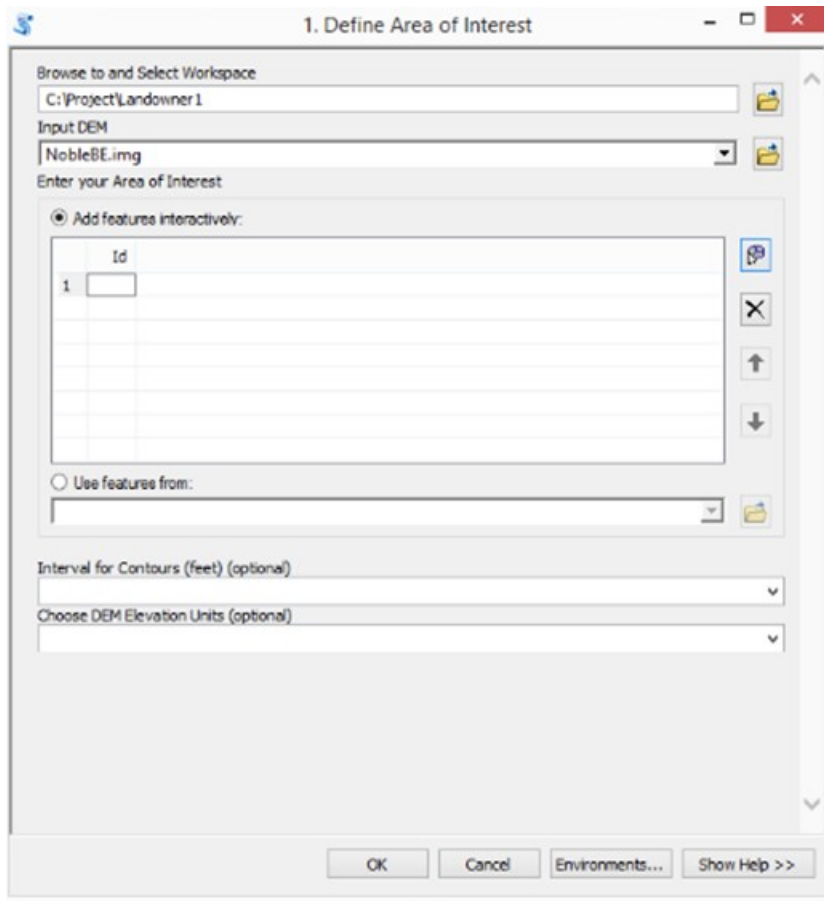 1. Define Area of Interest
Browse to and Select Workspace
C:\Project\Landowner1
Input DEM
NobleBE.img
Enter your Area of Interest
Add features interactively:
Id
1
Use features from:
Interval for Contours (feet) (optional)
Choose DEM Elevation Units (optional)
OK Cancel Environments... Show Help >>